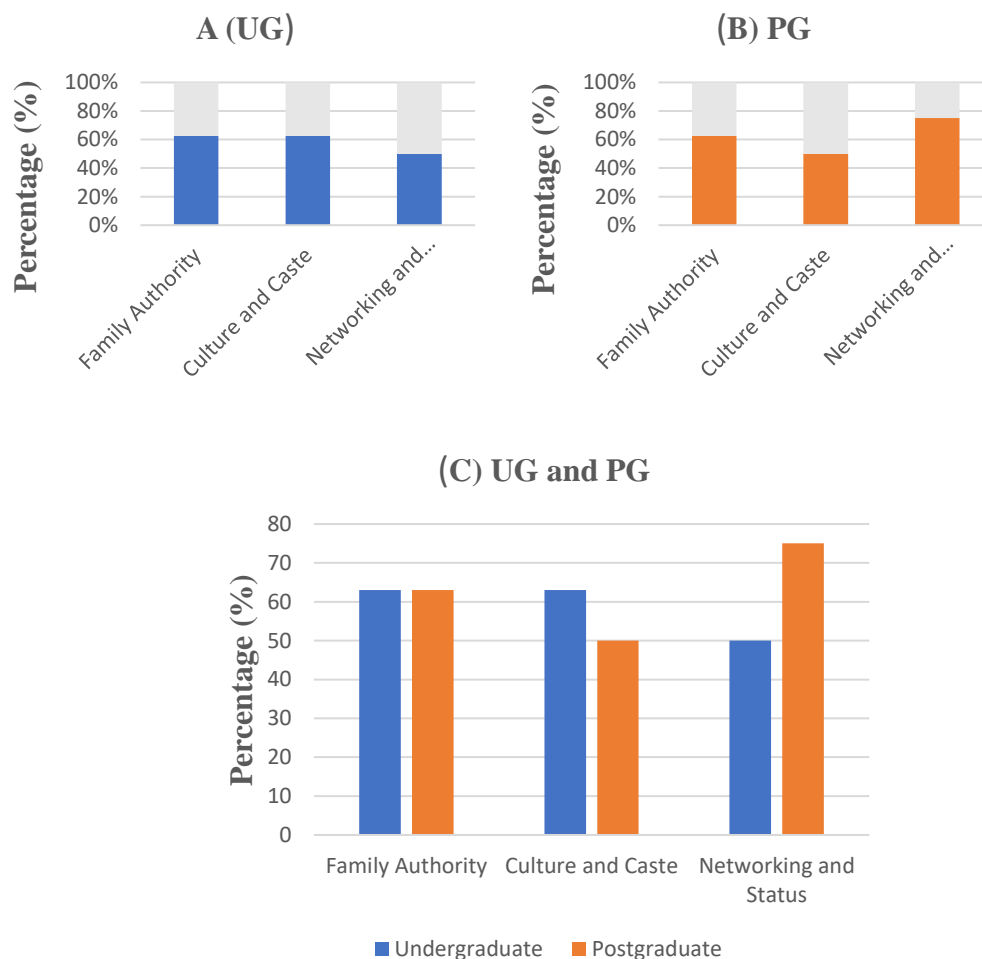 A (UG)
Percentage (%)
100%
80%
60%
40%
20%
0%
Family Authority
Culture and Caste
Networking and...
(B) PG
Percentage (%)
100%
80%
60%
40%
20%
0%
Family Authority
Culture and Caste
Networking and...
(C) UG and PG
Percentage (%)
80
70
60
50
40
30
20
10
0
Family Authority
Culture and Caste
Networking and
Status
Undergraduate
Postgraduate